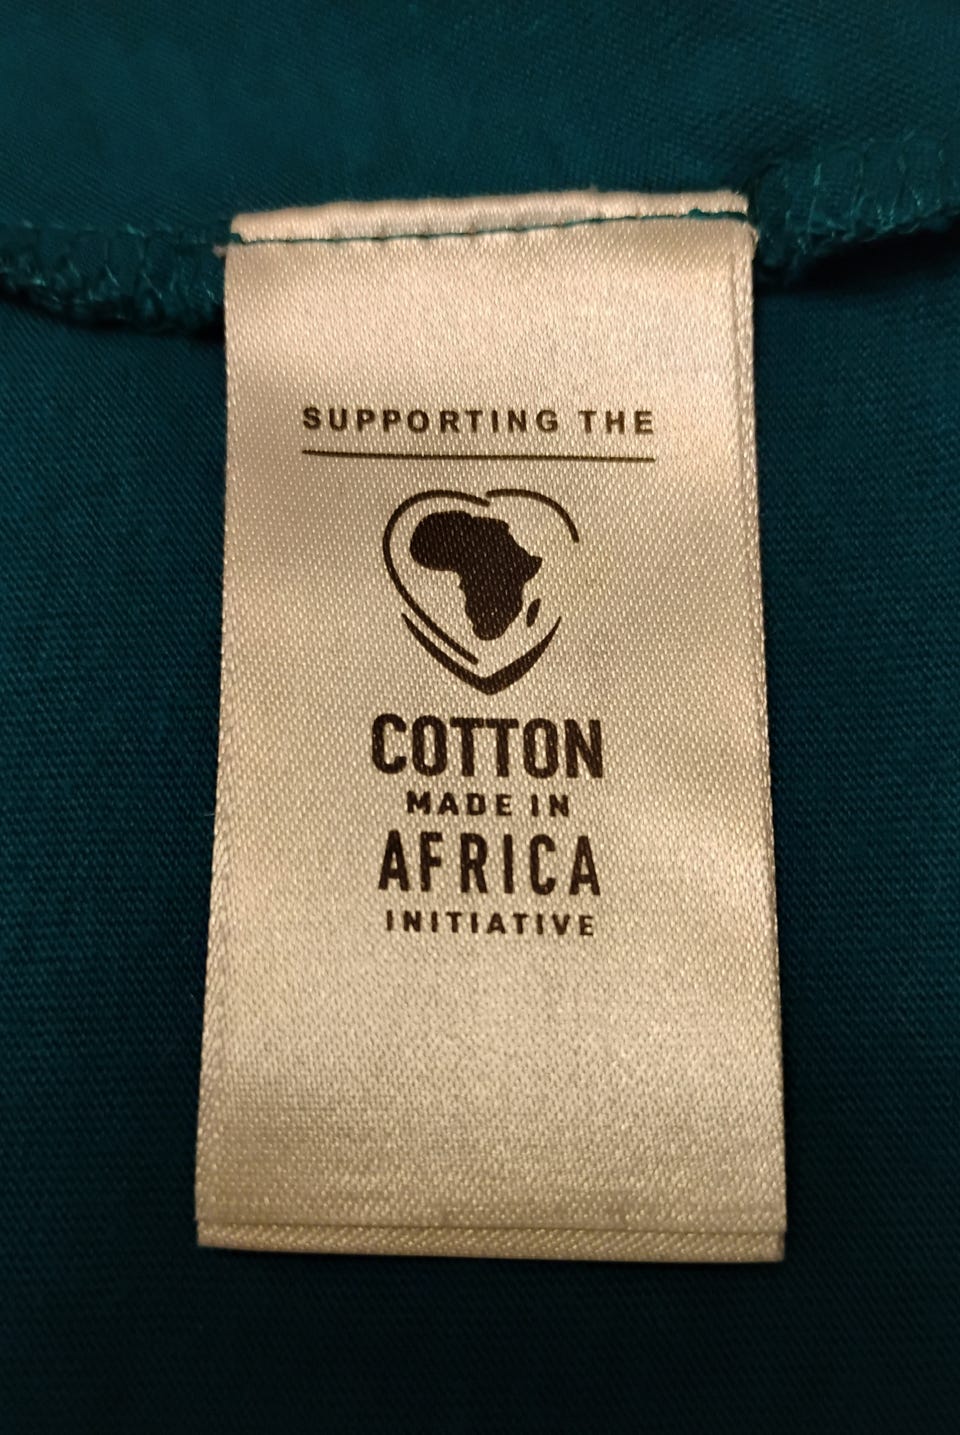 SUPPORTING THE
COTTON
MADE IN
AFRICA
INITIATIVE